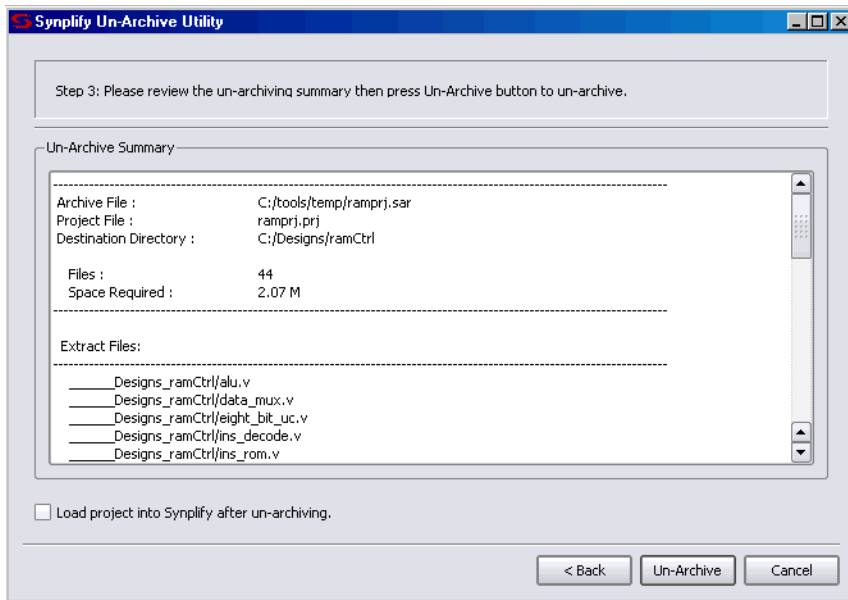 Synplify Un-Archive Utility
Step 3: Please review the un-archiving summary then press Un-Archive button to un-archive.
Un-Archive Summary
--------------------------------------------------------------------------------
Archive File : C:/tools/temp/ramprj.sar
Project File : ramprj.prj
Destination Directory : C:/Designs/ramCtrl
Files : 44
Space Required : 2.07 M
--------------------------------------------------------------------------------
Extract Files:
--------------------------------------------------------------------------------
______Designs_ramCtrl/alu.v
______Designs_ramCtrl/data_mux.v
______Designs_ramCtrl/eight_bit_uc.v
______Designs_ramCtrl/ins_decode.v
______Designs_ramCtrl/ins_rom.v
Load project into Synplify after un-archiving.
< Back Un-Archive Cancel